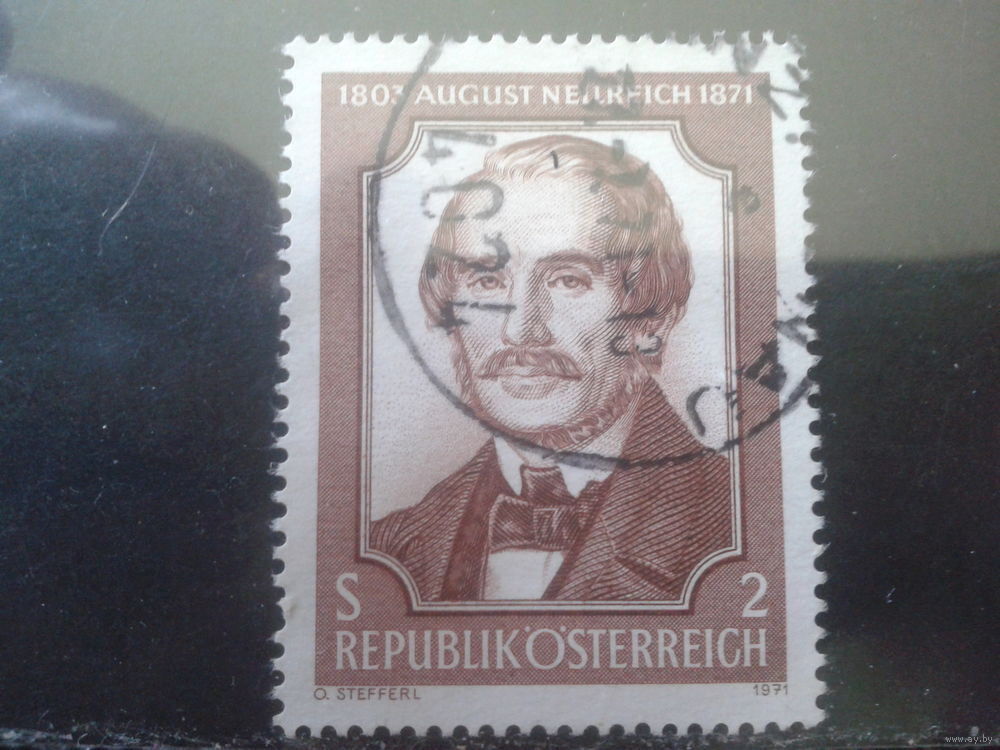 1803 AUGUST NEILREICH 1871
S 2
REPUBLIK ÖSTERREICH
O. STEFFERL 1971
www.ay.by